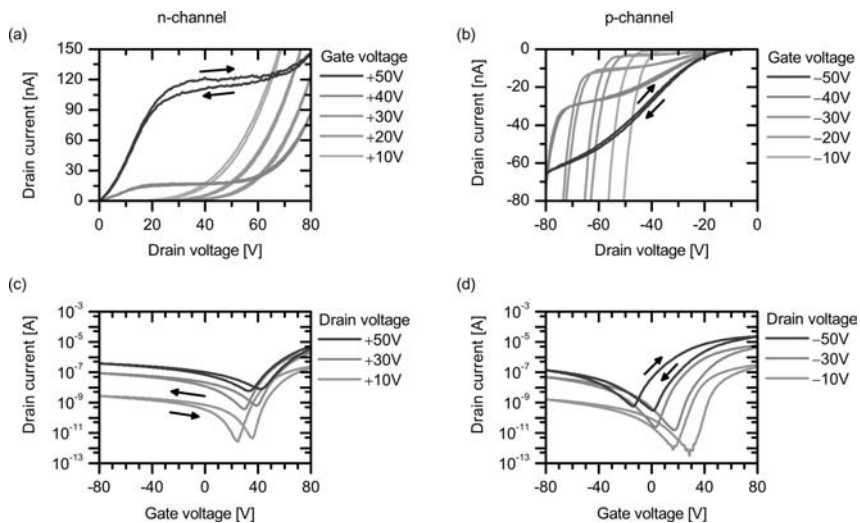 n-channel
p-channel
(a)
150
120
90
60
30
0
Drain current [nA]
0 20 40 60 80
Drain voltage [V]
Gate voltage
+50V
+40V
+30V
+20V
+10V
(b)
0
-20
-40
-60
-80
Drain current [nA]
-80 -60 -40 -20 0
Drain voltage [V]
Gate voltage
−50V
−40V
−30V
−20V
−10V
(c)
10-3
10-5
10-7
10-9
10-11
10-13
Drain current [A]
-80 -40 0 40 80
Gate voltage [V]
Drain voltage
+50V
+30V
+10V
(d)
10-3
10-5
10-7
10-9
10-11
10-13
Drain current [A]
-80 -40 0 40 80
Gate voltage [V]
Drain voltage
−50V
−30V
−10V